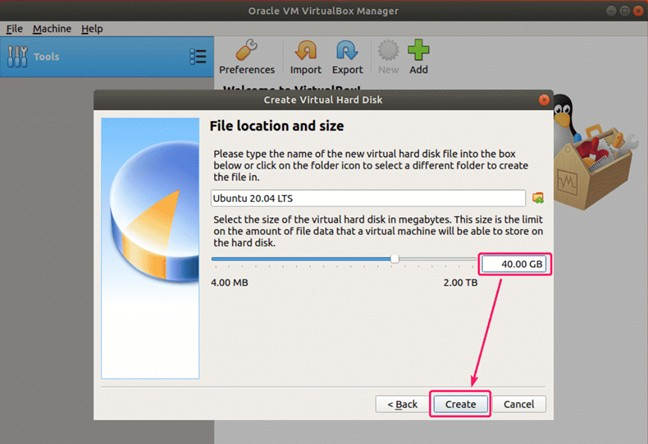 Oracle VM VirtualBox Manager
File Machine Help
Tools
Preferences Import Export New Add
Welcome to VirtualBox!
Create Virtual Hard Disk
File location and size
Please type the name of the new virtual hard disk file into the box
below or click on the folder icon to select a different folder to create
the file in.
Ubuntu 20.04 LTS
Select the size of the virtual hard disk in megabytes. This size is the limit
on the amount of file data that a virtual machine will be able to store on
the hard disk.
40.00 GB
4.00 MB 2.00 TB
< Back Create Cancel